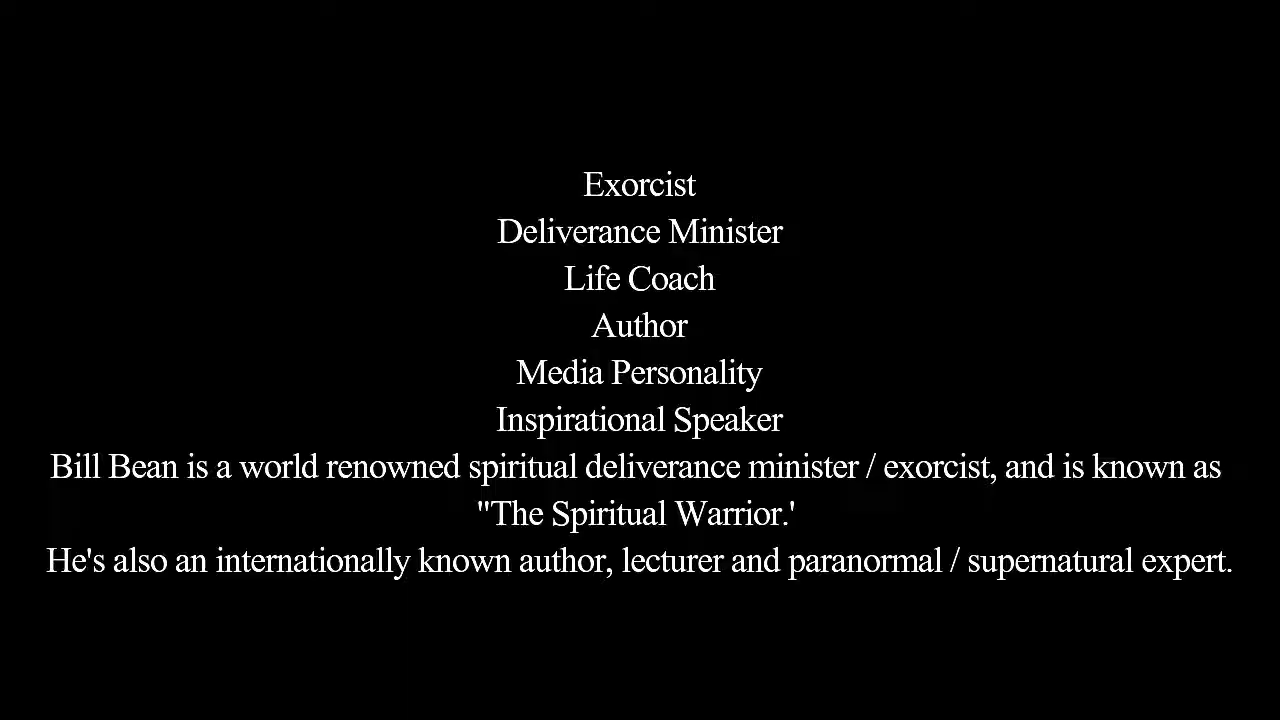 Exorcist
Deliverance Minister
Life Coach
Author
Media Personality
Inspirational Speaker
Bill Bean is a world renowned spiritual deliverance minister / exorcist, and is known as
"The Spiritual Warrior.'
He's also an internationally known author, lecturer and paranormal / supernatural expert.